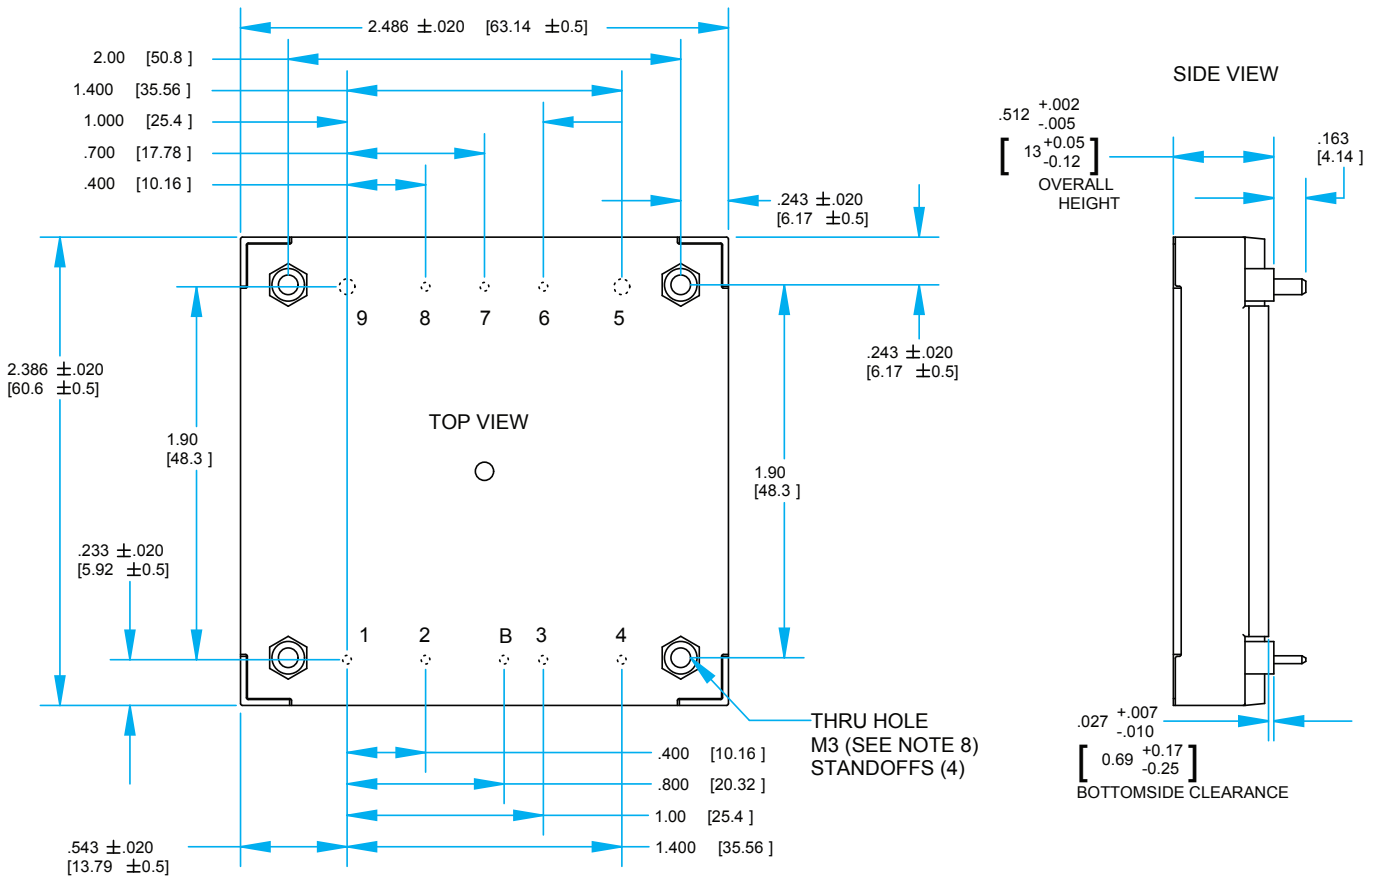 2.486 ±.020 [63.14 ±0.5]
2.00 [50.8 ]
1.400 [35.56 ]
1.000 [25.4 ]
.700 [17.78 ]
.400 [10.16 ]
.243 ±.020
[6.17 ±0.5]
9 8 7 6 5
.243 ±.020
[6.17 ±0.5]
2.386 ±.020
[60.6 ±0.5]
TOP VIEW
1.90
[48.3 ]
1.90
[48.3 ]
.233 ±.020
[5.92 ±0.5]
1 2 B 3 4
THRU HOLE
M3 (SEE NOTE 8)
STANDOFFS (4)
.400 [10.16 ]
.800 [20.32 ]
1.00 [25.4 ]
1.400 [35.56 ]
.543 ±.020
[13.79 ±0.5]
SIDE VIEW
.512 +.002
-.005
[ 13 +0.05
-0.12 ]
OVERALL
HEIGHT
.163
[4.14 ]
.027 +.007
-.010
[ 0.69 +0.17
-0.25 ]
BOTTOMSIDE CLEARANCE